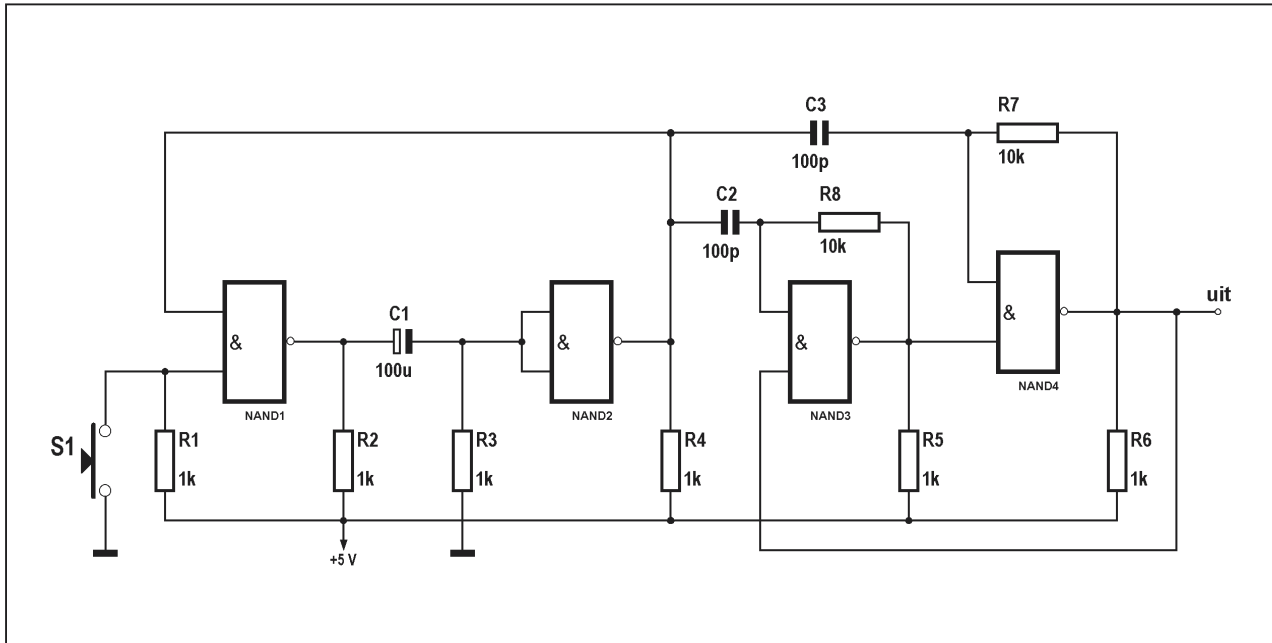 C3
R7
100p
10k
C2
R8
100p
10k
uit
C1
&
&
&
&
100u
NAND1
NAND2
NAND3
NAND4
S1
R1
R2
R3
R4
R5
R6
1k
1k
1k
1k
1k
1k
+5 V